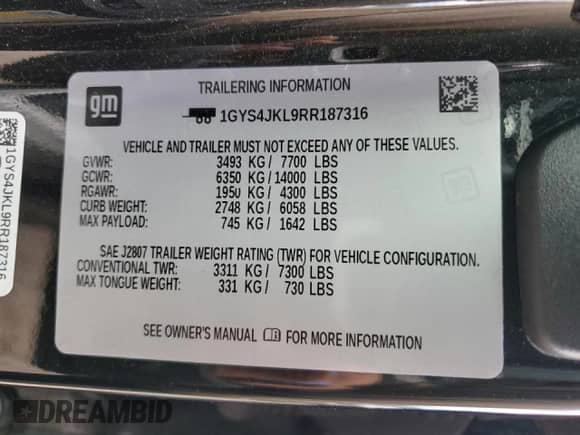 TRAILERING INFORMATION
gm
1GYS4JKL9RR187316
VEHICLE AND TRAILER MUST NOT EXCEED ANY OF THESE VALUES.
GVWR: 3493 KG/ 7700 LBS
GCWR: 6350 KG/ 14000 LBS
RGAWR: 1950 KG/ 4300 LBS
CURB WEIGHT: 2748 KG/ 6058 LBS
MAX PAYLOAD: 745 KG/ 1642 LBS
SAE J2807 TRAILER WEIGHT RATING (TWR) FOR VEHICLE CONFIGURATION.
CONVENTIONAL TWR: 3311 KG/ 7300 LBS
MAX TONGUE WEIGHT: 331 KG/ 730 LBS
SEE OWNER'S MANUAL FOR MORE INFORMATION
1GYS4JKL9RR187316
DREAMBID